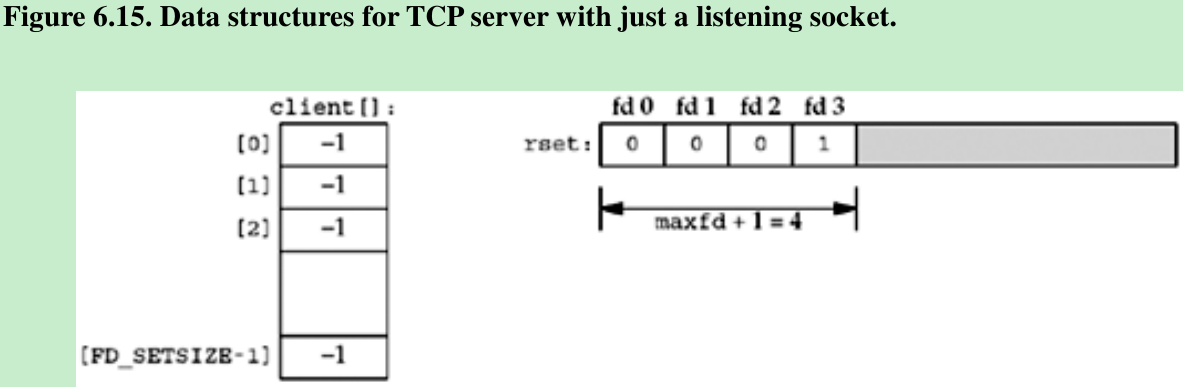 Figure 6.15. Data structures for TCP server with just a listening socket.
client[]:
[0] -1
[1] -1
[2] -1
[FD_SETSIZE-1] -1
fd 0 fd 1 fd 2 fd 3
rset: 0 0 0 1
maxfd + 1 = 4